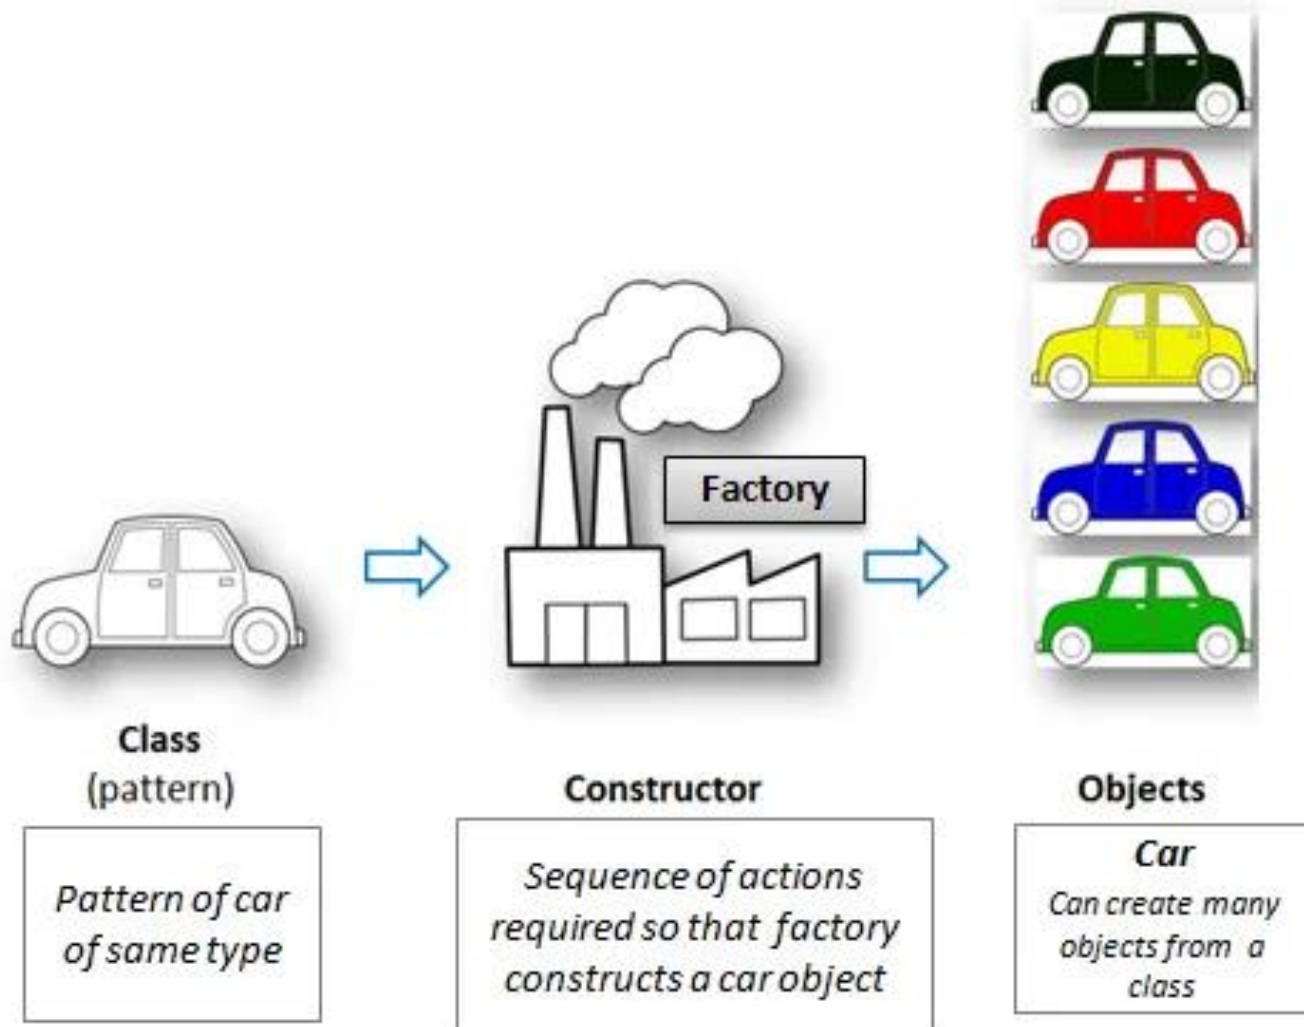 Factory
Class
(pattern)
Pattern of car
of same type
Constructor
Sequence of actions
required so that factory
constructs a car object
Objects
Car
Can create many
objects from a
class